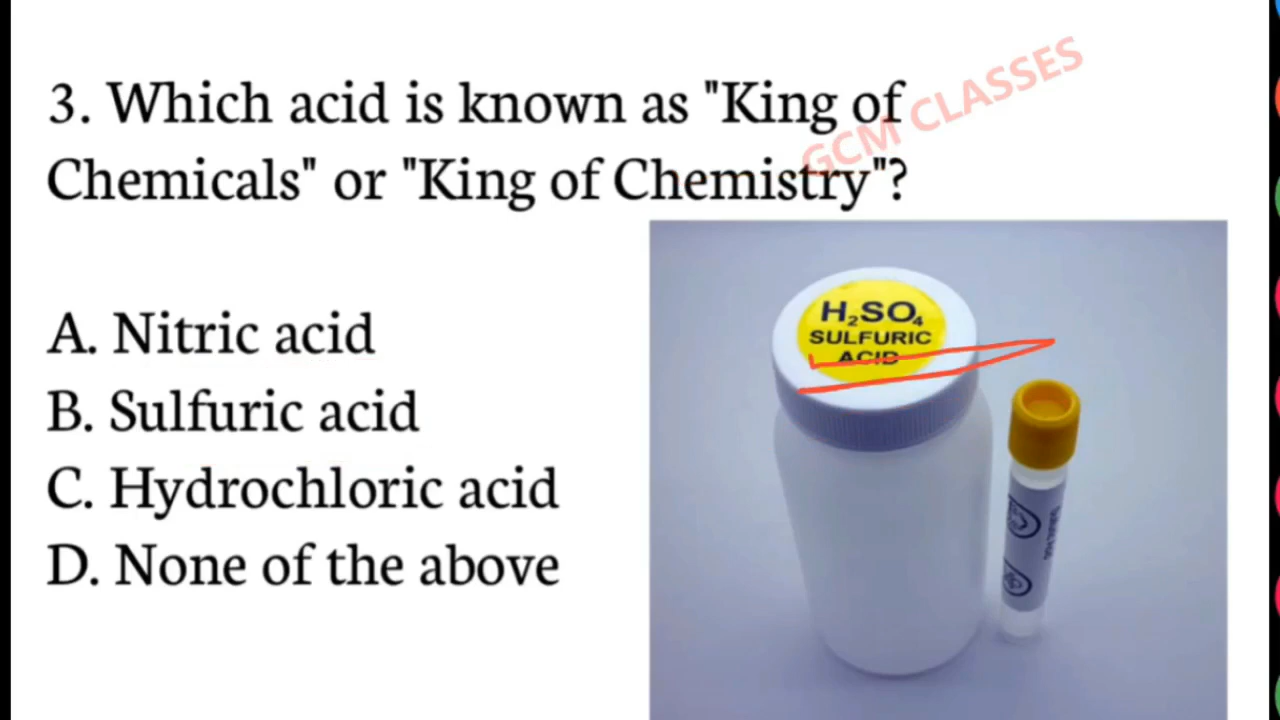 GCM CLASSES
3. Which acid is known as "King of
Chemicals" or "King of Chemistry"?
A. Nitric acid
B. Sulfuric acid
C. Hydrochloric acid
D. None of the above
H₂SO₄
SULFURIC
ACID